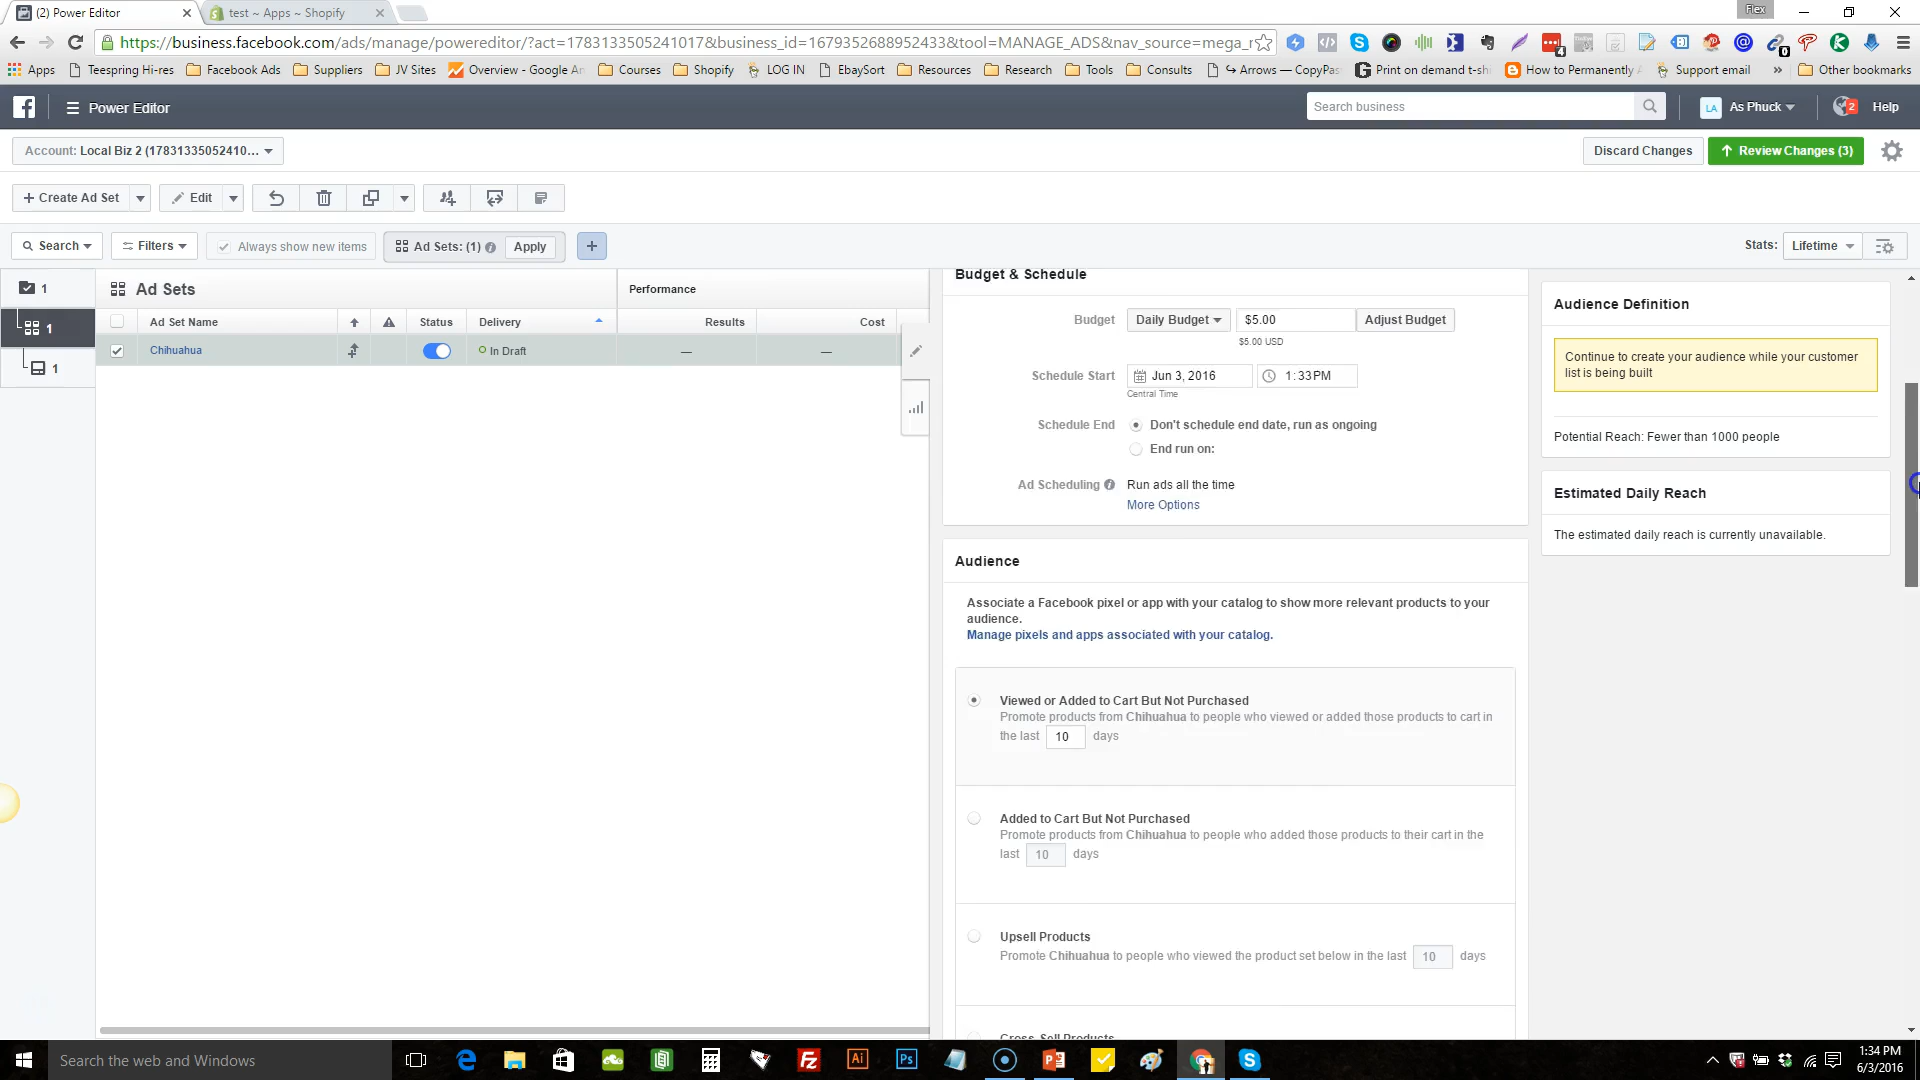 (2) Power Editor
test ~ Apps ~ Shopify
Flex
https://business.facebook.com/ads/manage/powereditor/?act=1783133505241017&business_id=1679352688952433&tool=MANAGE_ADS&nav_source=mega_r
Apps
Teespring Hi-res
Facebook Ads
Suppliers
JV Sites
Overview - Google An
Courses
Shopify
LOG IN
EbaySort
Resources
Research
Tools
Consults
Arrows — CopyPas
Print on demand t-shi
How to Permanently
Support email
Other bookmarks
Power Editor
Search business
LA
As Phuck
2
Help
Account: Local Biz 2 (17831335052410...
Discard Changes
Review Changes (3)
Create Ad Set
Edit
Search
Filters
Always show new items
Ad Sets: (1)
Apply
Stats:
Lifetime
1
Ad Sets
Performance
1
Ad Set Name
Status
Delivery
Results
Cost
1
Chihuahua
In Draft
—
—
Budget & Schedule
Budget
Daily Budget
$5.00
Adjust Budget
$5.00 USD
Schedule Start
Jun 3, 2016
1:33PM
Central Time
Schedule End
Don't schedule end date, run as ongoing
End run on:
Ad Scheduling
Run ads all the time
More Options
Audience
Associate a Facebook pixel or app with your catalog to show more relevant products to your
audience.
Manage pixels and apps associated with your catalog.
Viewed or Added to Cart But Not Purchased
Promote products from Chihuahua to people who viewed or added those products to cart in
the last 10 days
Added to Cart But Not Purchased
Promote products from Chihuahua to people who added those products to their cart in the
last 10 days
Upsell Products
Promote Chihuahua to people who viewed the product set below in the last 10 days
Cross-Sell Products
Audience Definition
Continue to create your audience while your customer
list is being built
Potential Reach: Fewer than 1000 people
Estimated Daily Reach
The estimated daily reach is currently unavailable.
Search the web and Windows
1:34 PM
6/3/2016